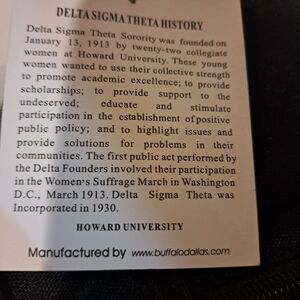 DELTA SIGMA THETA HISTORY
Delta Sigma Theta Sorority was founded on
January 13, 1913 by twenty-two collegiate
women at Howard University. These young
women wanted to use their collective strength
to promote academic excellence; to provide
scholarships; to provide support to the
undeserved; educate and stimulate
participation in the establishment of positive
public policy; and to highlight issues and
provide solutions for problems in their
communities. The first public act performed by
the Delta Founders involved their participation
in the Women's Suffrage March in Washington
D.C., March 1913. Delta Sigma Theta was
Incorporated in 1930.
HOWARD UNIVERSITY
Manufactured by www.buffalodallas.com